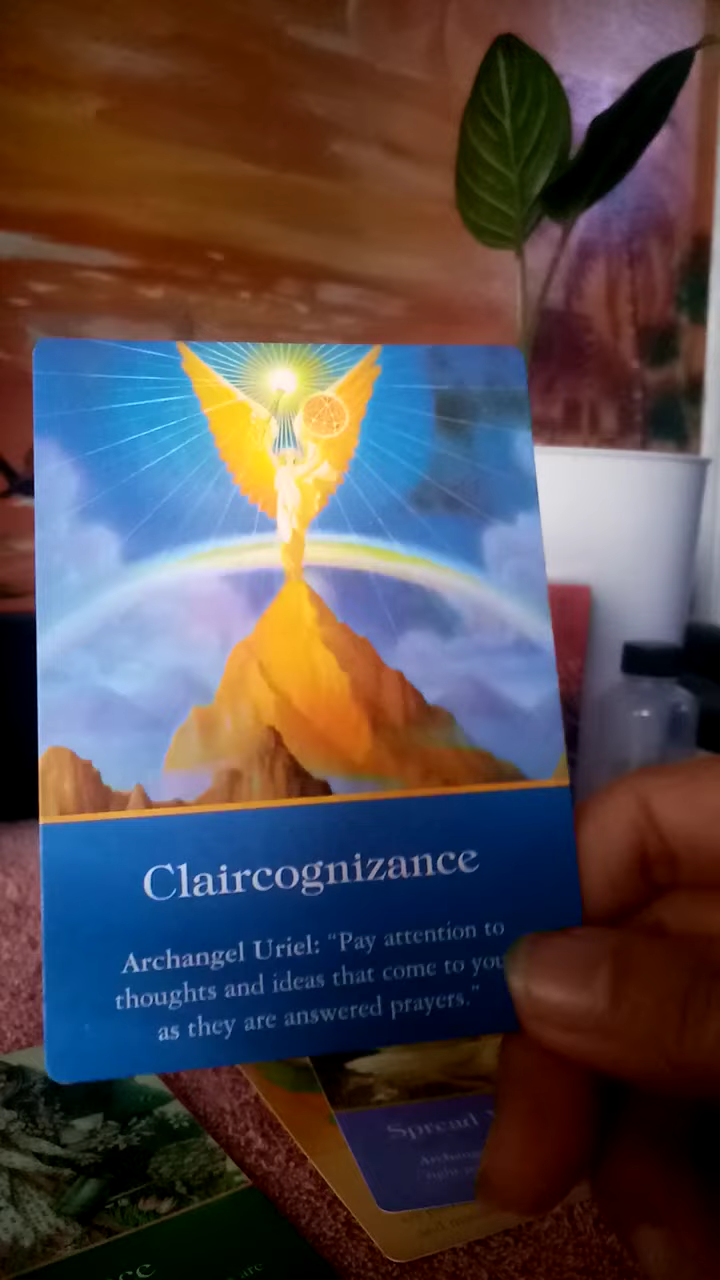 Claircognizance
Archangel Uriel: “Pay attention to
thoughts and ideas that come to you
as they are answered prayers.”
Spread